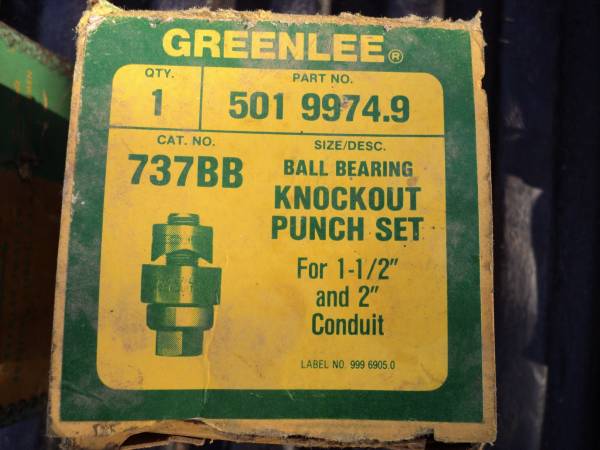 GREENLEE®
QTY.
1
PART NO.
501 9974.9
CAT. NO.
737BB
SIZE/DESC.
BALL BEARING
KNOCKOUT
PUNCH SET
For 1-1/2"
and 2"
Conduit
LABEL NO. 999 6905.0